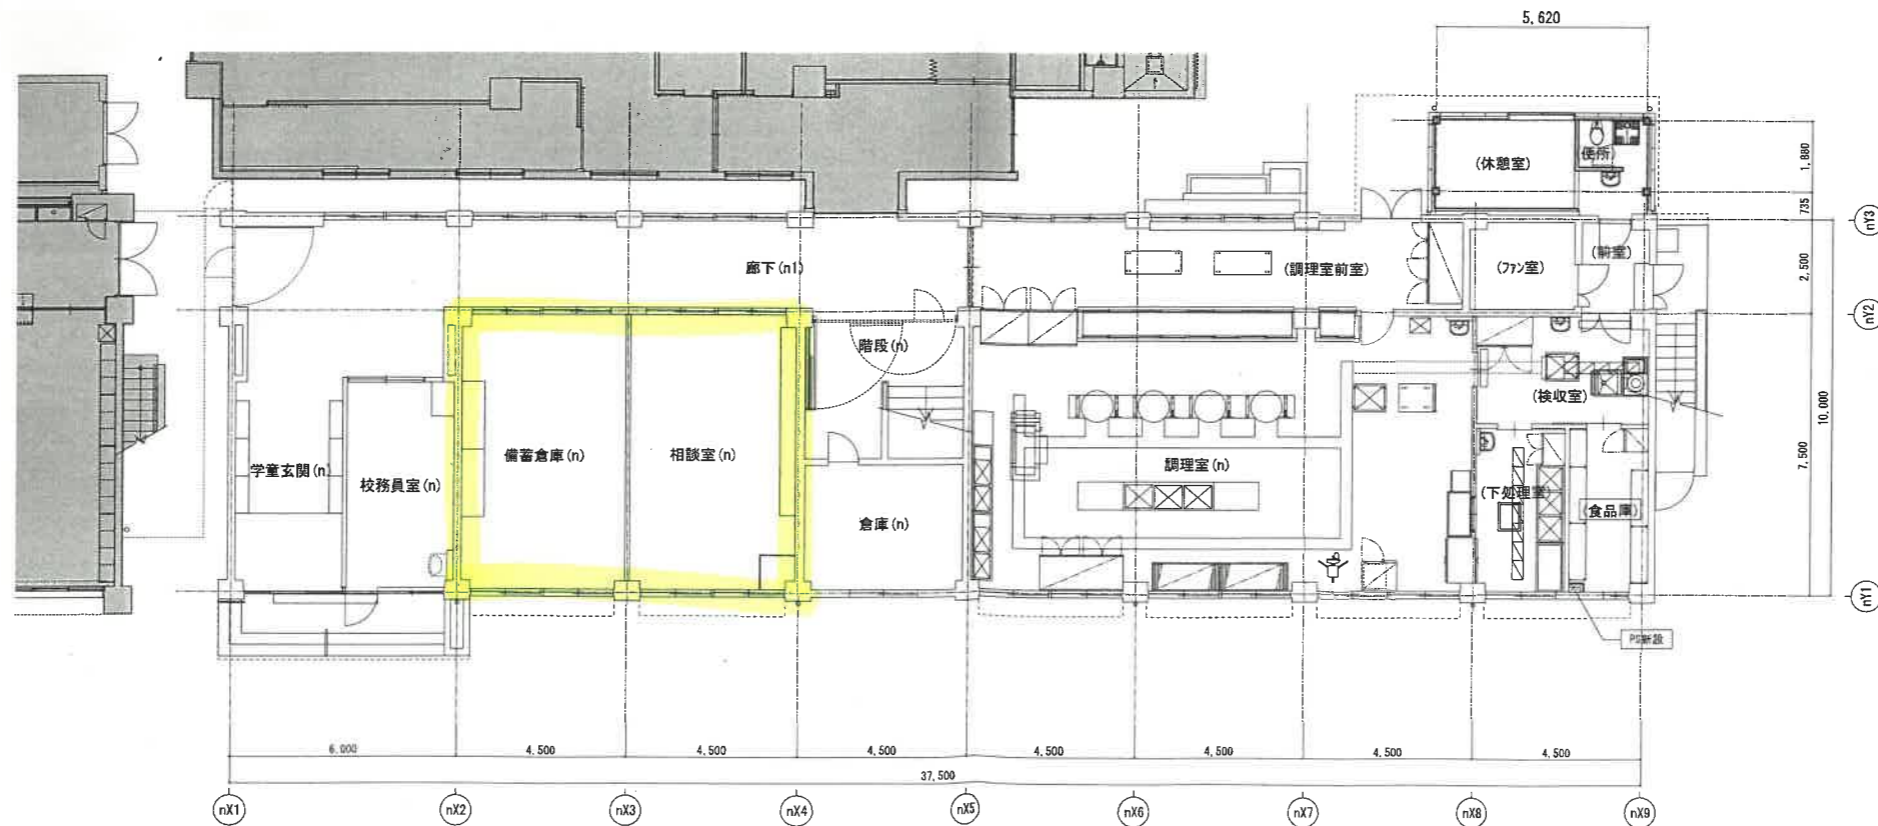 5,620
(休憩室)
便所
1,880
735
nY3
廊下(n1)
(調理室前室)
(ファン室)
(前室)
2,500
nY2
階段(n)
学童玄関(n)
校務員室(n)
備蓄倉庫(n)
相談室(n)
倉庫(n)
調理室(n)
(検収室)
(下処理室)
(食品庫)
7,500
10,000
nY1
PS新設
6,000
4,500
4,500
4,500
4,500
4,500
4,500
4,500
37,500
nX1
nX2
nX3
nX4
nX5
nX6
nX7
nX8
nX9